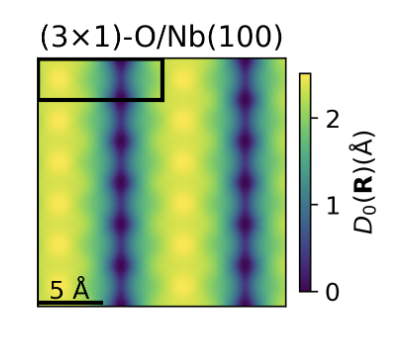 (3×1)-O/Nb(100)
2
1
0
D₀(R)(Å)
5 Å